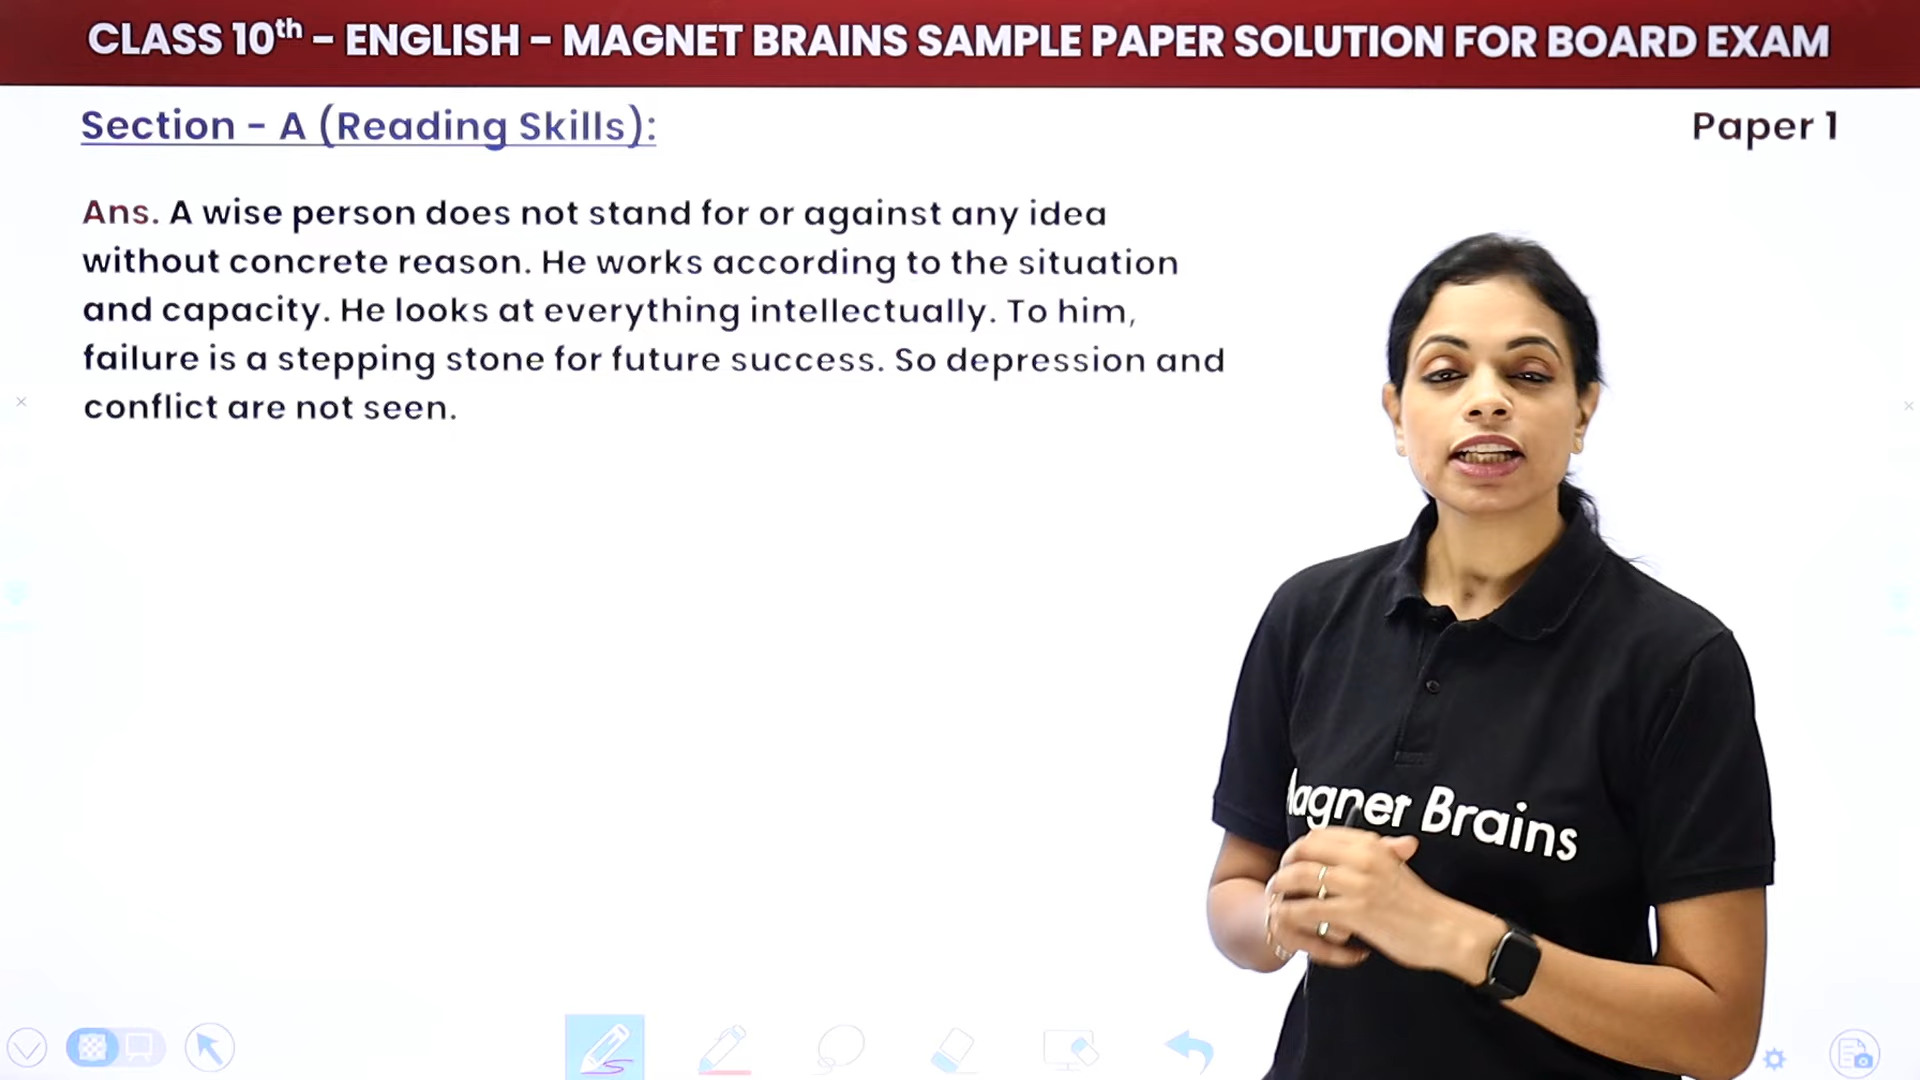 CLASS 10th - ENGLISH - MAGNET BRAINS SAMPLE PAPER SOLUTION FOR BOARD EXAM
Section - A (Reading Skills):
Paper 1
Ans. A wise person does not stand for or against any idea
without concrete reason. He works according to the situation
and capacity. He looks at everything intellectually. To him,
failure is a stepping stone for future success. So depression and
conflict are not seen.
Magnet Brains